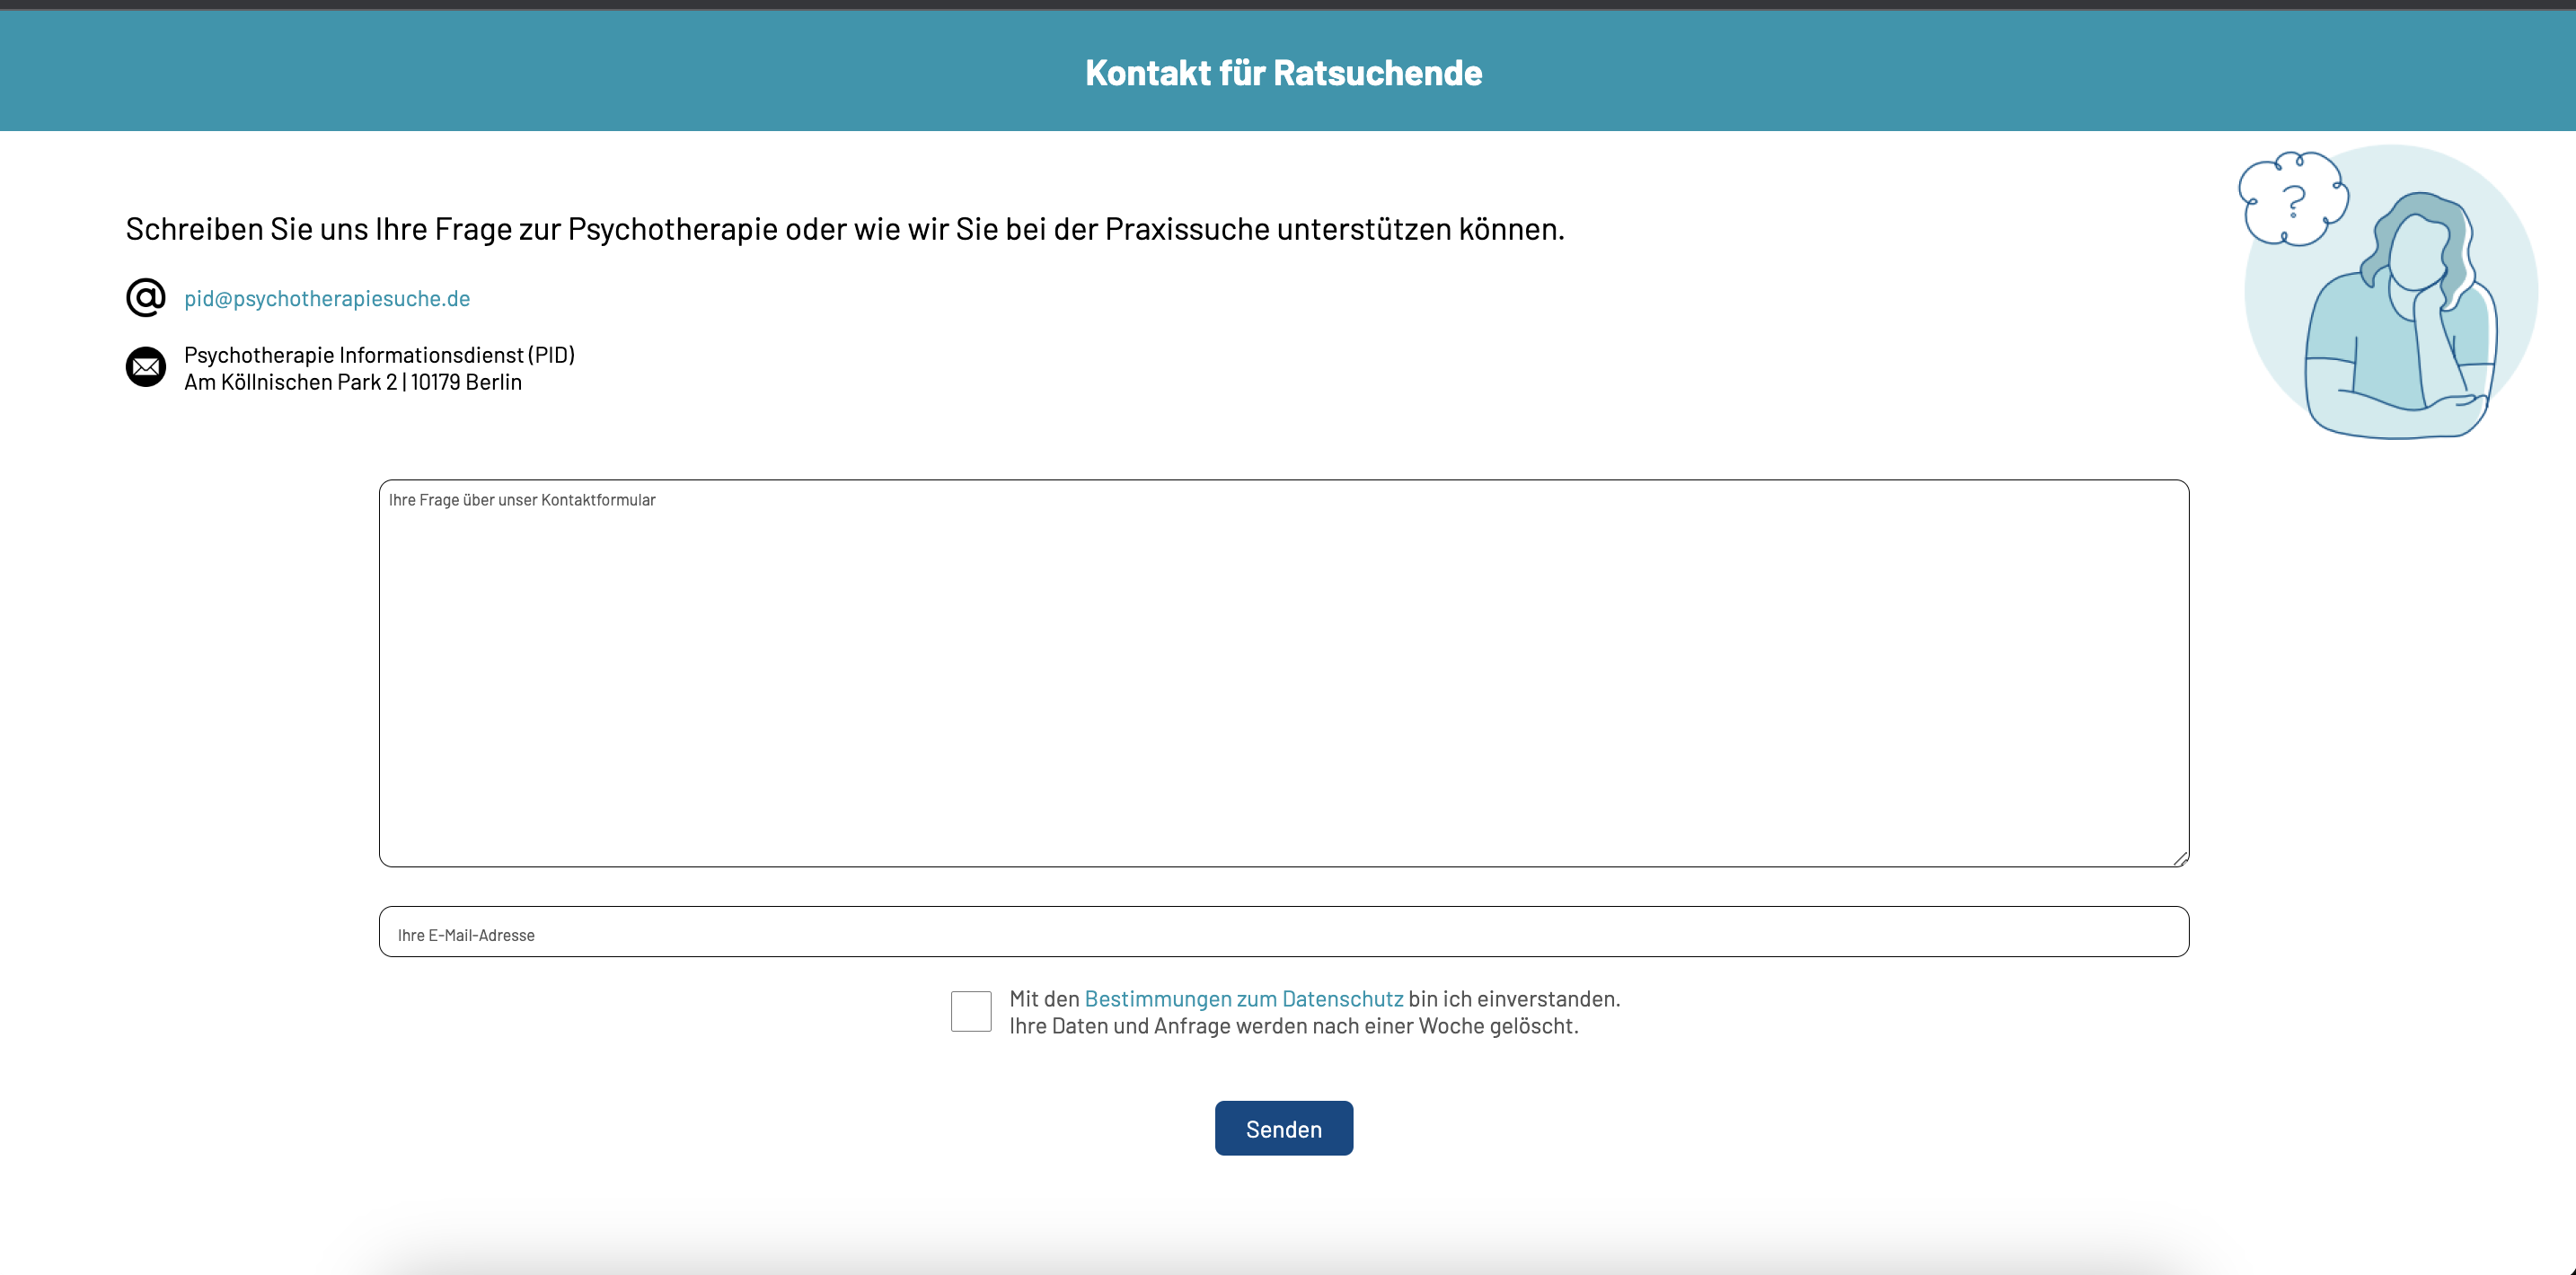 Kontakt für Ratsuchende
?
Schreiben Sie uns Ihre Frage zur Psychotherapie oder wie wir Sie bei der Praxissuche unterstützen können.
@ pid@psychotherapiesuche.de
Psychotherapie Informationsdienst (PID)
Am Köllnischen Park 2 | 10179 Berlin
Ihre Frage über unser Kontaktformular
Ihre E-Mail-Adresse
Mit den Bestimmungen zum Datenschutz bin ich einverstanden.
Ihre Daten und Anfrage werden nach einer Woche gelöscht.
Senden